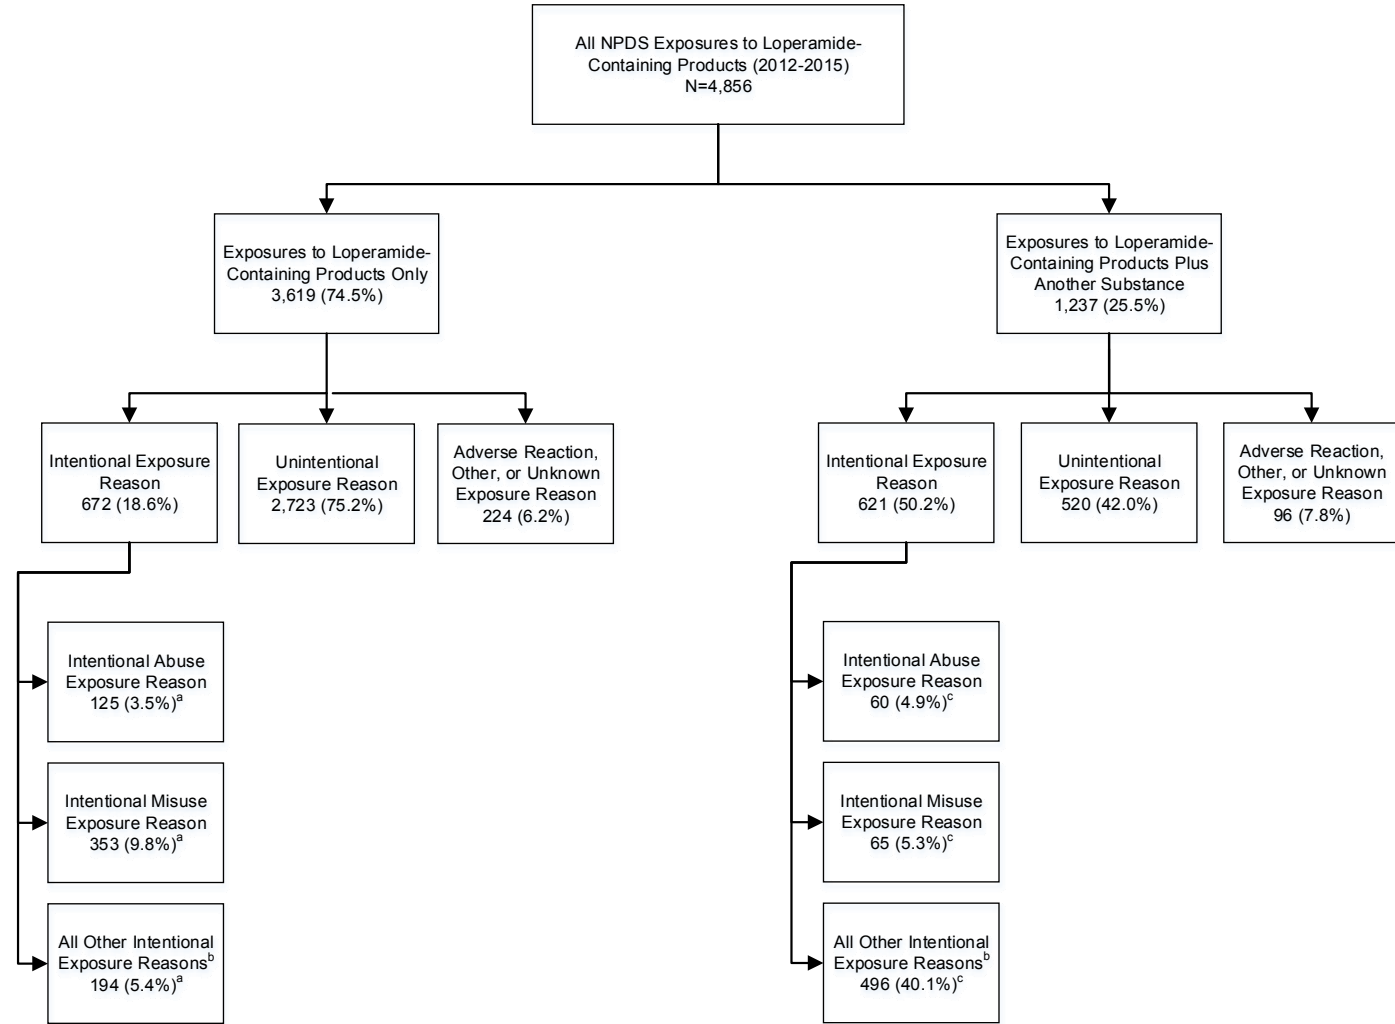 All NPDS Exposures to Loperamide-
Containing Products (2012-2015)
N=4,856
Exposures to Loperamide-
Containing Products Only
3,619 (74.5%)
Exposures to Loperamide-
Containing Products Plus
Another Substance
1,237 (25.5%)
Intentional Exposure
Reason
672 (18.6%)
Unintentional
Exposure Reason
2,723 (75.2%)
Adverse Reaction,
Other, or Unknown
Exposure Reason
224 (6.2%)
Intentional Exposure
Reason
621 (50.2%)
Unintentional
Exposure Reason
520 (42.0%)
Adverse Reaction,
Other, or Unknown
Exposure Reason
96 (7.8%)
Intentional Abuse
Exposure Reason
125 (3.5%)a
Intentional Misuse
Exposure Reason
353 (9.8%)a
All Other Intentional
Exposure Reasonsb
194 (5.4%)a
Intentional Abuse
Exposure Reason
60 (4.9%)c
Intentional Misuse
Exposure Reason
65 (5.3%)c
All Other Intentional
Exposure Reasonsb
496 (40.1%)c